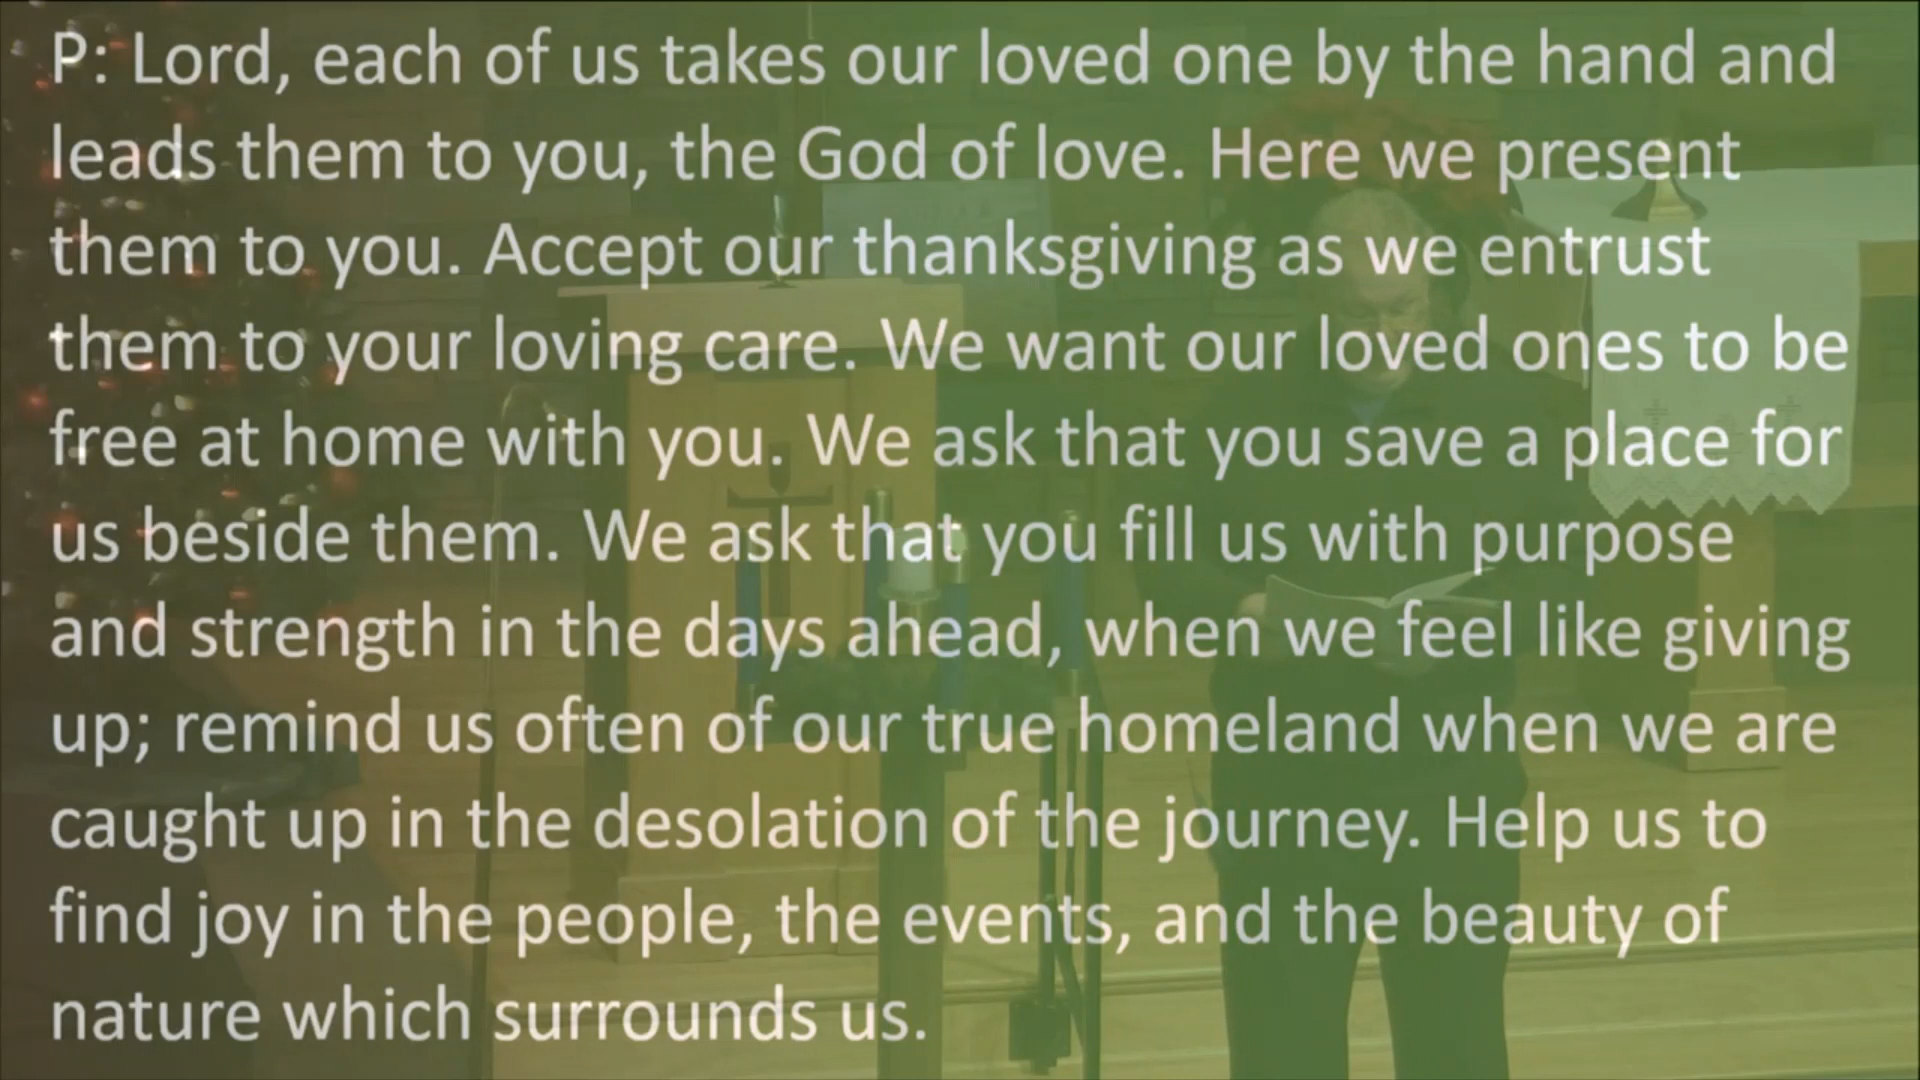 P: Lord, each of us takes our loved one by the hand and
leads them to you, the God of love. Here we present
them to you. Accept our thanksgiving as we entrust
them to your loving care. We want our loved ones to be
free at home with you. We ask that you save a place for
us beside them. We ask that you fill us with purpose
and strength in the days ahead, when we feel like giving
up; remind us often of our true homeland when we are
caught up in the desolation of the journey. Help us to
find joy in the people, the events, and the beauty of
nature which surrounds us.